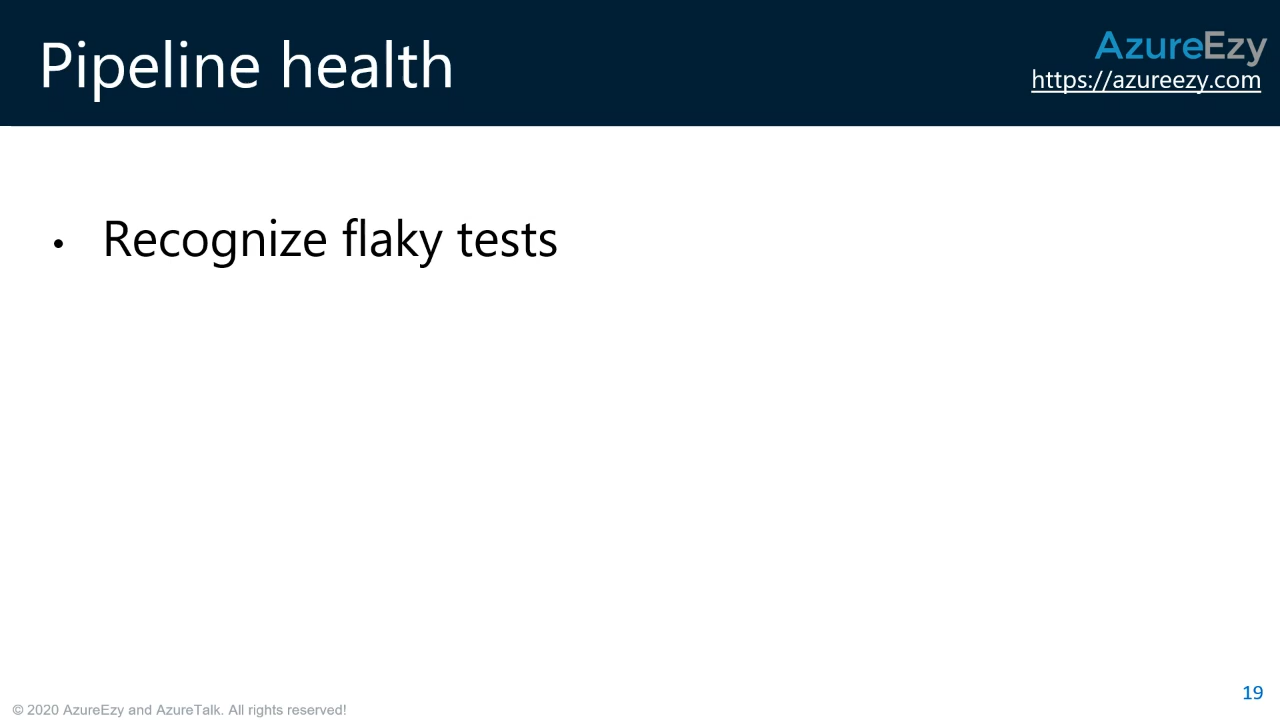 Pipeline health
AzureEzy
https://azureezy.com
• Recognize flaky tests
© 2020 AzureEzy and AzureTalk. All rights reserved!
19